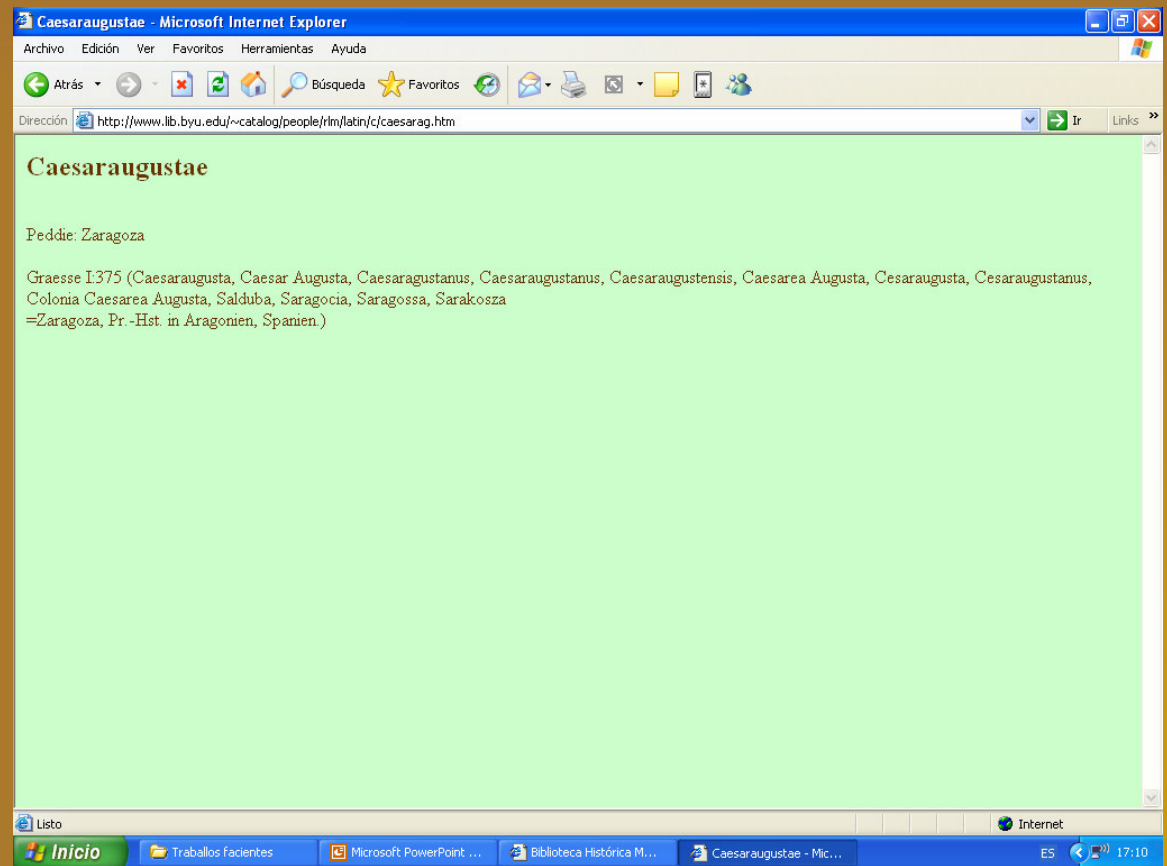 Caesaraugustae - Microsoft Internet Explorer
Archivo Edición Ver Favoritos Herramientas Ayuda
Atrás Búsqueda Favoritos
Dirección http://www.lib.byu.edu/~catalog/people/rlm/latin/c/caesarag.htm Ir Links »
Caesaraugustae
Peddie: Zaragoza
Graesse I:375 (Caesaraugusta, Caesar Augusta, Caesaragustanus, Caesaraugustanus, Caesaraugustensis, Caesarea Augusta, Cesaraugusta, Cesaraugustanus,
Colonia Caesarea Augusta, Salduba, Saragocia, Saragossa, Sarakosza
=Zaragoza, Pr.-Hst. in Aragonien, Spanien.)
Listo Internet
Inicio Traballos facientes Microsoft PowerPoint ... Biblioteca Histórica M... Caesaraugustae - Mic... ES 17:10